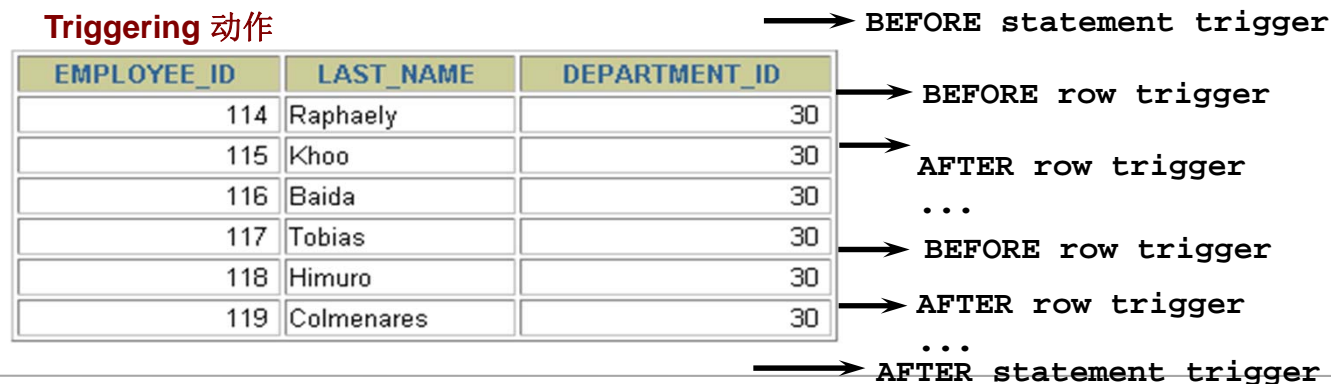 Triggering 动作
BEFORE statement trigger
EMPLOYEE_ID LAST_NAME DEPARTMENT_ID
114 Raphaely 30
115 Khoo 30
116 Baida 30
117 Tobias 30
118 Himuro 30
119 Colmenares 30
BEFORE row trigger
AFTER row trigger
...
BEFORE row trigger
AFTER row trigger
...
AFTER statement trigger